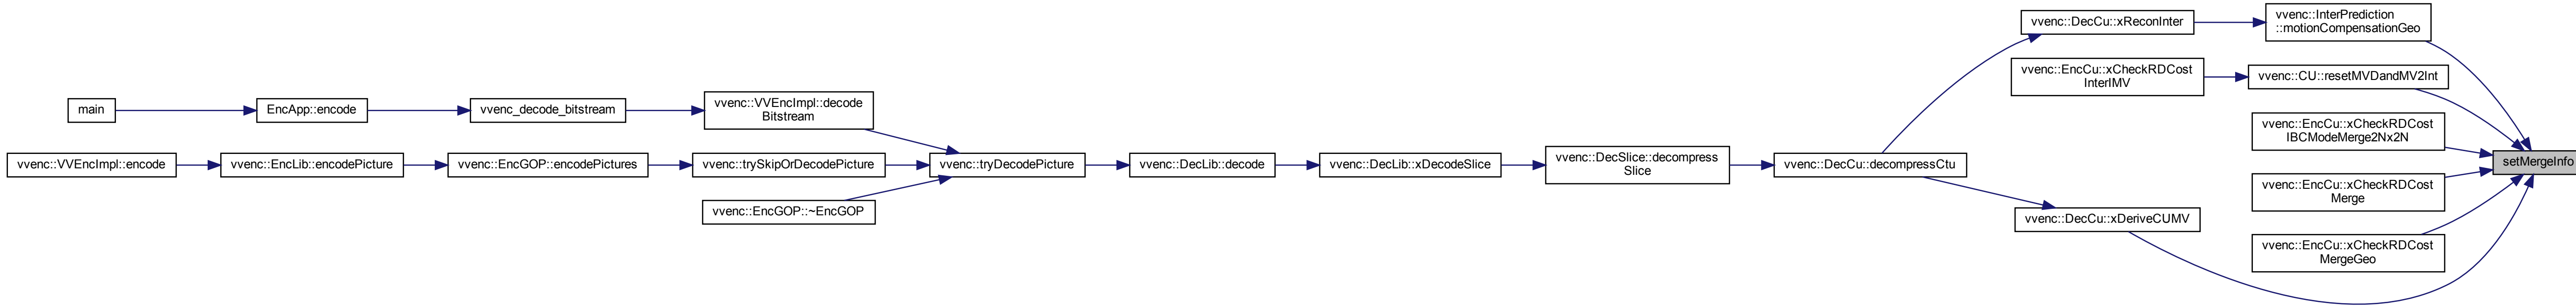 main
vvenc::VVEncImpl::encode
EncApp::encode
vvenc::EncLib::encodePicture
vvenc_decode_bitstream
vvenc::EncGOP::encodePictures
vvenc::VVEncImpl::decode
Bitstream
vvenc::trySkipOrDecodePicture
vvenc::EncGOP::~EncGOP
vvenc::tryDecodePicture
vvenc::DecLib::decode
vvenc::DecLib::xDecodeSlice
vvenc::DecSlice::decompress
Slice
vvenc::DecCu::decompressCtu
vvenc::DecCu::xReconInter
vvenc::EncCu::xCheckRDCost
InterIMV
vvenc::DecCu::xDeriveCUMV
vvenc::InterPrediction
::motionCompensationGeo
vvenc::CU::resetMVDandMV2Int
vvenc::EncCu::xCheckRDCost
IBCModeMerge2Nx2N
vvenc::EncCu::xCheckRDCost
Merge
vvenc::EncCu::xCheckRDCost
MergeGeo
setMergeInfo